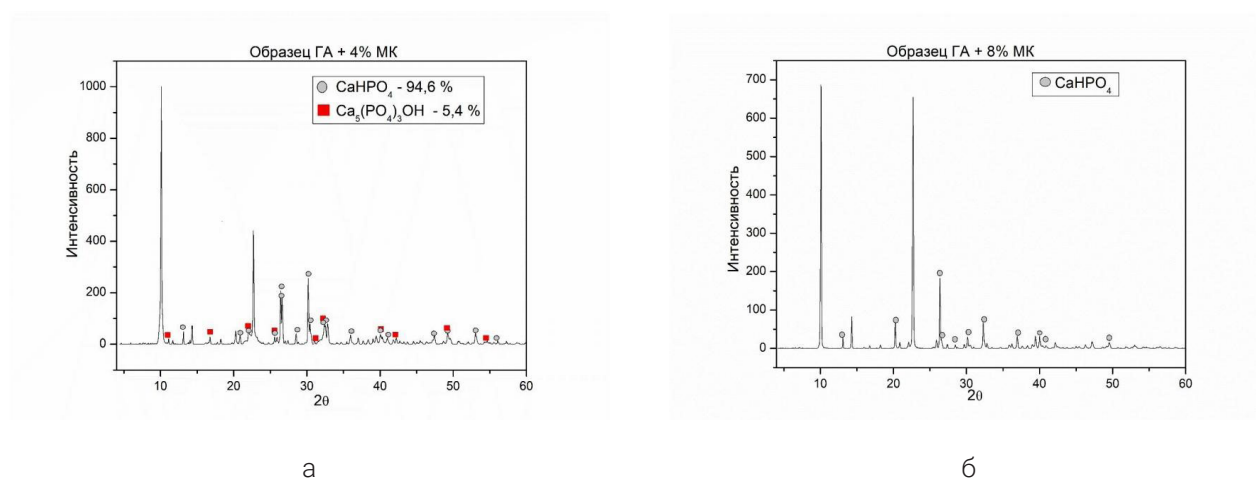 Образец ГА + 4% МК
CaHPO₄ - 94,6 %
Ca₅(PO₄)₃OH - 5,4 %
Интенсивность
1000
800
600
400
200
0
10 20 30 40 50 60
2θ
а
Образец ГА + 8% МК
CaHPO₄
Интенсивность
700
600
500
400
300
200
100
0
10 20 30 40 50 60
2θ
б